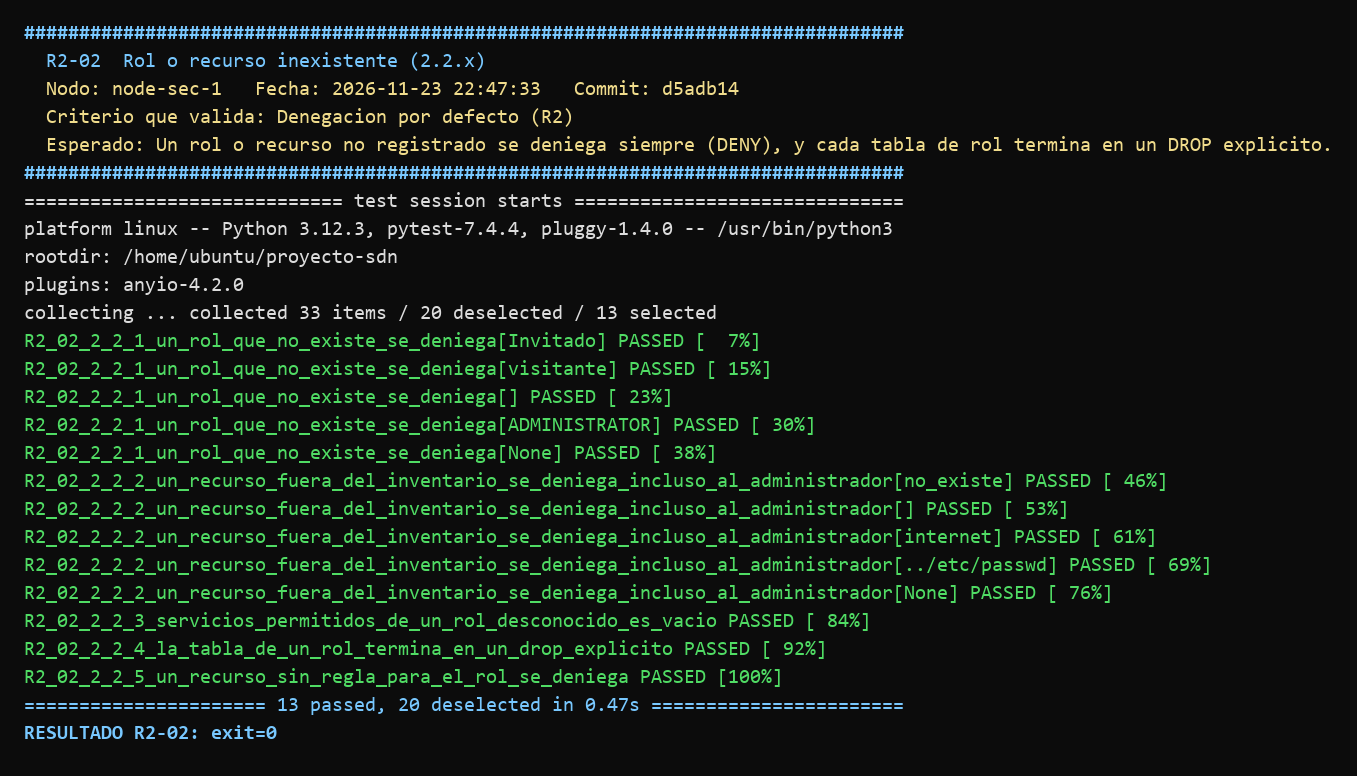 ################################################################################
  R2-02  Rol o recurso inexistente (2.2.x)
  Nodo: node-sec-1   Fecha: 2026-11-23 22:47:33   Commit: d5adb14
  Criterio que valida: Denegacion por defecto (R2)
  Esperado: Un rol o recurso no registrado se deniega siempre (DENY), y cada tabla de rol termina en un DROP explicito.
################################################################################
============================= test session starts ==============================
platform linux -- Python 3.12.3, pytest-7.4.4, pluggy-1.4.0 -- /usr/bin/python3
rootdir: /home/ubuntu/proyecto-sdn
plugins: anyio-4.2.0
collecting ... collected 33 items / 20 deselected / 13 selected
R2_02_2_2_1_un_rol_que_no_existe_se_deniega[Invitado] PASSED [  7%]
R2_02_2_2_1_un_rol_que_no_existe_se_deniega[visitante] PASSED [ 15%]
R2_02_2_2_1_un_rol_que_no_existe_se_deniega[] PASSED [ 23%]
R2_02_2_2_1_un_rol_que_no_existe_se_deniega[ADMINISTRATOR] PASSED [ 30%]
R2_02_2_2_1_un_rol_que_no_existe_se_deniega[None] PASSED [ 38%]
R2_02_2_2_2_un_recurso_fuera_del_inventario_se_deniega_incluso_al_administrador[no_existe] PASSED [ 46%]
R2_02_2_2_2_un_recurso_fuera_del_inventario_se_deniega_incluso_al_administrador[] PASSED [ 53%]
R2_02_2_2_2_un_recurso_fuera_del_inventario_se_deniega_incluso_al_administrador[internet] PASSED [ 61%]
R2_02_2_2_2_un_recurso_fuera_del_inventario_se_deniega_incluso_al_administrador[../etc/passwd] PASSED [ 69%]
R2_02_2_2_2_un_recurso_fuera_del_inventario_se_deniega_incluso_al_administrador[None] PASSED [ 76%]
R2_02_2_2_3_servicios_permitidos_de_un_rol_desconocido_es_vacio PASSED [ 84%]
R2_02_2_2_4_la_tabla_de_un_rol_termina_en_un_drop_explicito PASSED [ 92%]
R2_02_2_2_5_un_recurso_sin_regla_para_el_rol_se_deniega PASSED [100%]
====================== 13 passed, 20 deselected in 0.47s =======================
RESULTADO R2-02: exit=0